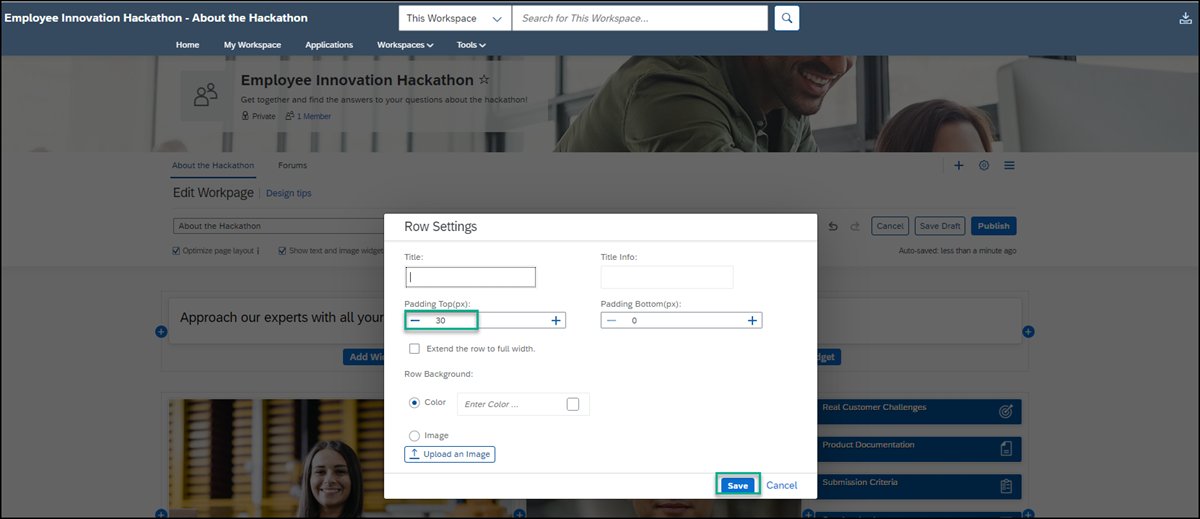 Employee Innovation Hackathon - About the Hackathon
This Workspace
Search for This Workspace...
Home My Workspace Applications Workspaces Tools
Employee Innovation Hackathon
Get together and find the answers to your questions about the hackathon!
Private 1 Member
About the Hackathon Forums
Edit Workpage Design tips
About the Hackathon
Cancel Save Draft Publish
Optimize page layout Show text and image widge
Auto-saved: less than a minute ago
Row Settings
Title: Title Info:
Padding Top(px): Padding Bottom(px):
30 0
Extend the row to full width.
Row Background:
Color Enter Color ...
Image
Upload an Image
Save Cancel
Approach our experts with all your
Add Wi
dget
Real Customer Challenges
Product Documentation
Submission Criteria